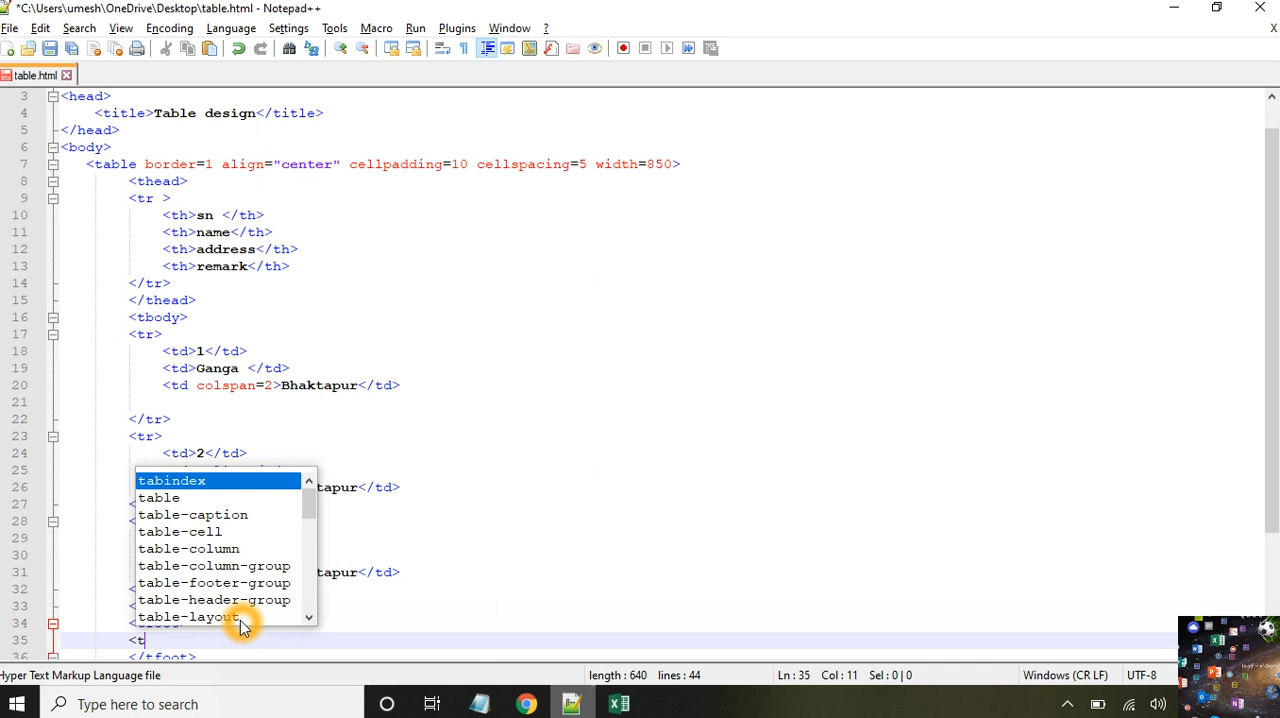 *C:\Users\umesh\OneDrive\Desktop\table.html - Notepad++
File Edit Search View Encoding Language Settings Tools Macro Run Plugins Window ? X
table.html
3 <head>
4 <title>Table design</title>
5 </head>
6 <body>
7 <table border=1 align="center" cellpadding=10 cellspacing=5 width=850>
8 <thead>
9 <tr >
10 <th>sn </th>
11 <th>name</th>
12 <th>address</th>
13 <th>remark</th>
14 </tr>
15 </thead>
16 <tbody>
17 <tr>
18 <td>1</td>
19 <td>Ganga </td>
20 <td colspan=2>Bhaktapur</td>
21
22 </tr>
23 <tr>
24 <td>2</td>
25
tabindex
26 tapur</td>
table
27
table-caption
28
table-cell
29
table-column
30
table-column-group
31 tapur</td>
table-footer-group
32
table-header-group
33
table-layout
34
35 <t
36 </tfoot>
Hyper Text Markup Language file length : 640 lines : 44 Ln : 35 Col : 11 Sel : 0 | 0 Windows (CR LF) UTF-8
Type here to search